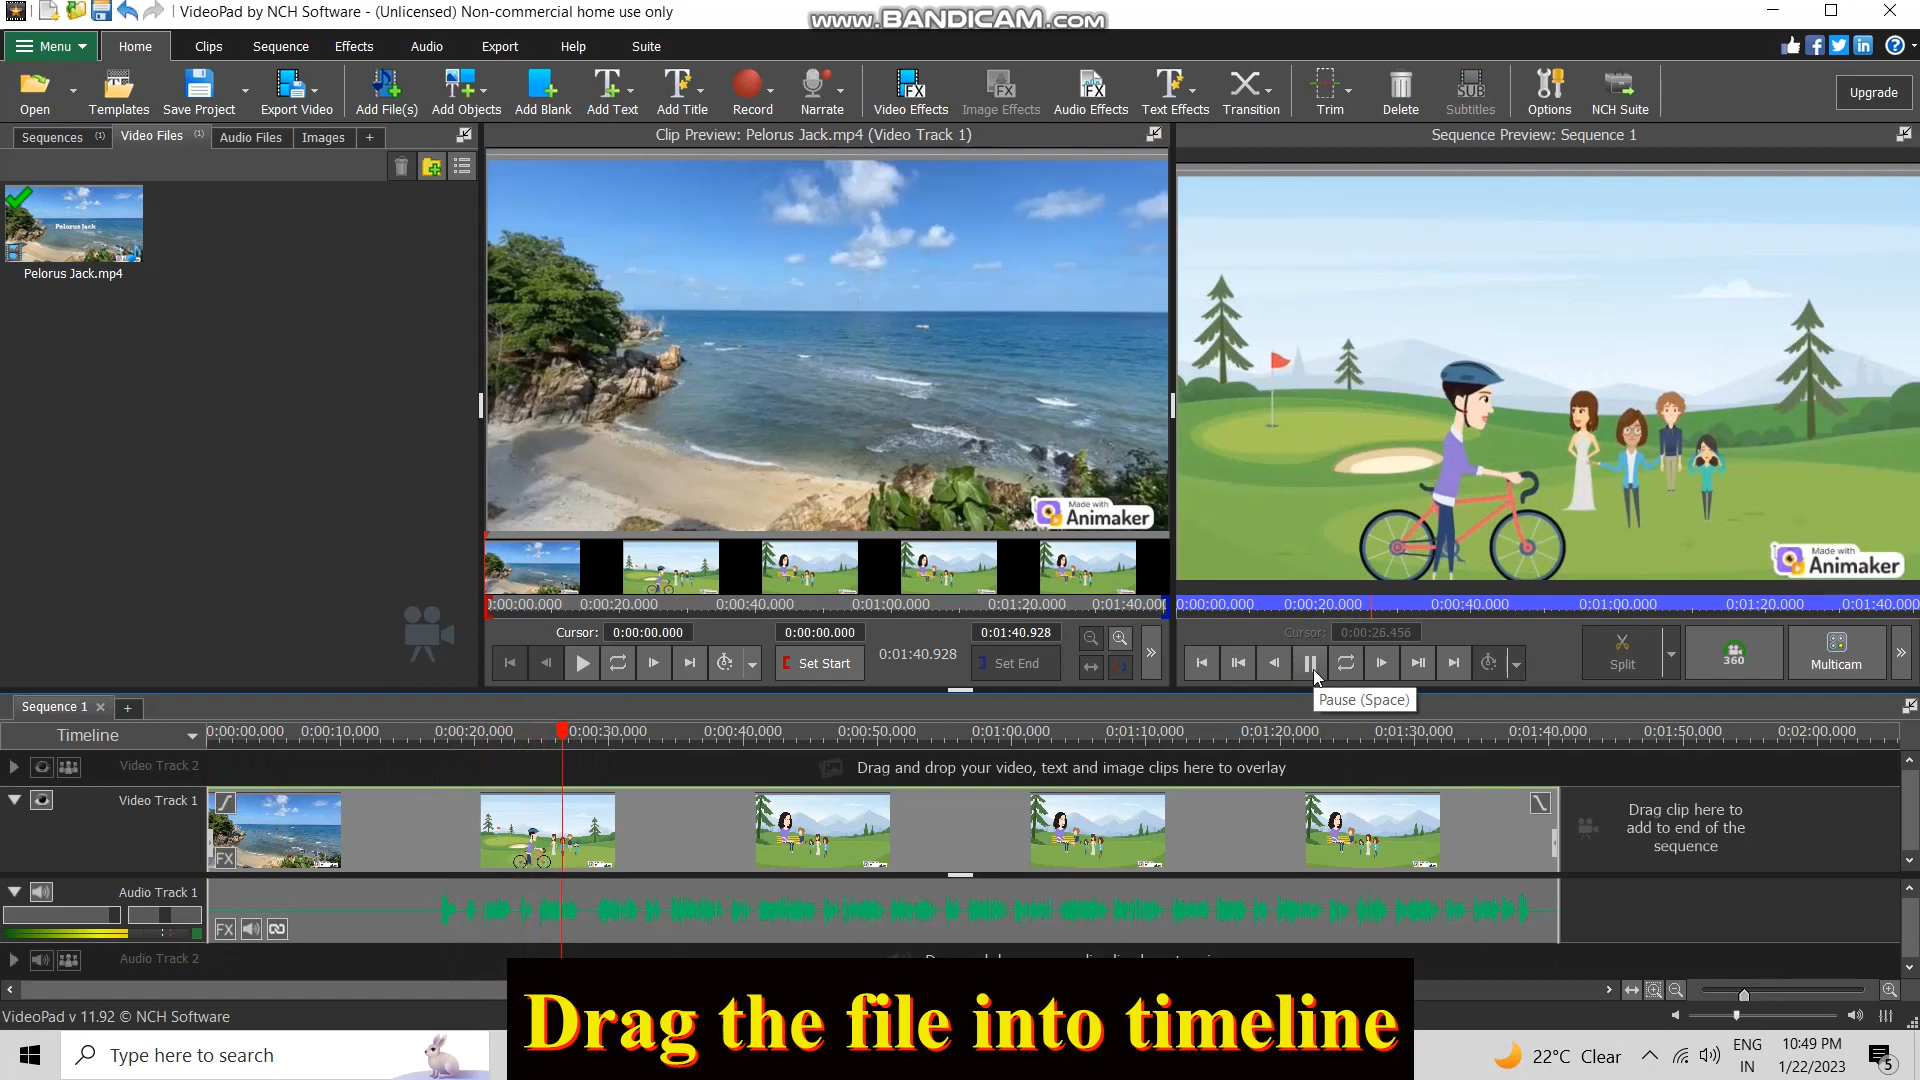 VideoPad by NCH Software - (Unlicensed) Non-commercial home use only
www.BANDICAM.com
Menu Home Clips Sequence Effects Audio Export Help Suite
Open Templates Save Project Export Video Add File(s) Add Objects Add Blank Add Text Add Title Record Narrate Video Effects Image Effects Audio Effects Text Effects Transition Trim Delete Subtitles Options NCH Suite Upgrade
Sequences (1) Video Files (1) Audio Files Images +
Clip Preview: Pelorus Jack.mp4 (Video Track 1)
Sequence Preview: Sequence 1
Pelorus Jack
Pelorus Jack.mp4
Made with
Animaker
Made with
Animaker
0:00:00.000 0:00:20.000 0:00:40.000 0:01:00.000 0:01:20.000 0:01:40.000
0:00:00.000 0:00:20.000 0:00:40.000 0:01:00.000 0:01:20.000 0:01:40.000
Cursor: 0:00:00.000 0:00:00.000 0:01:40.928
Set Start 0:01:40.928 Set End
Cursor: 0:00:26.456
Split 360 Multicam
Pause (Space)
Sequence 1 × +
Timeline 0:00:00.000 0:00:10.000 0:00:20.000 0:00:30.000 0:00:40.000 0:00:50.000 0:01:00.000 0:01:10.000 0:01:20.000 0:01:30.000 0:01:40.000 0:01:50.000 0:02:00.000
Video Track 2
Drag and drop your video, text and image clips here to overlay
Video Track 1
FX
Drag clip here to
add to end of the
sequence
Audio Track 1
FX
Audio Track 2
Drag the file into timeline
VideoPad v 11.92 © NCH Software
Type here to search
22°C Clear
ENG
IN
10:49 PM
1/22/2023
5